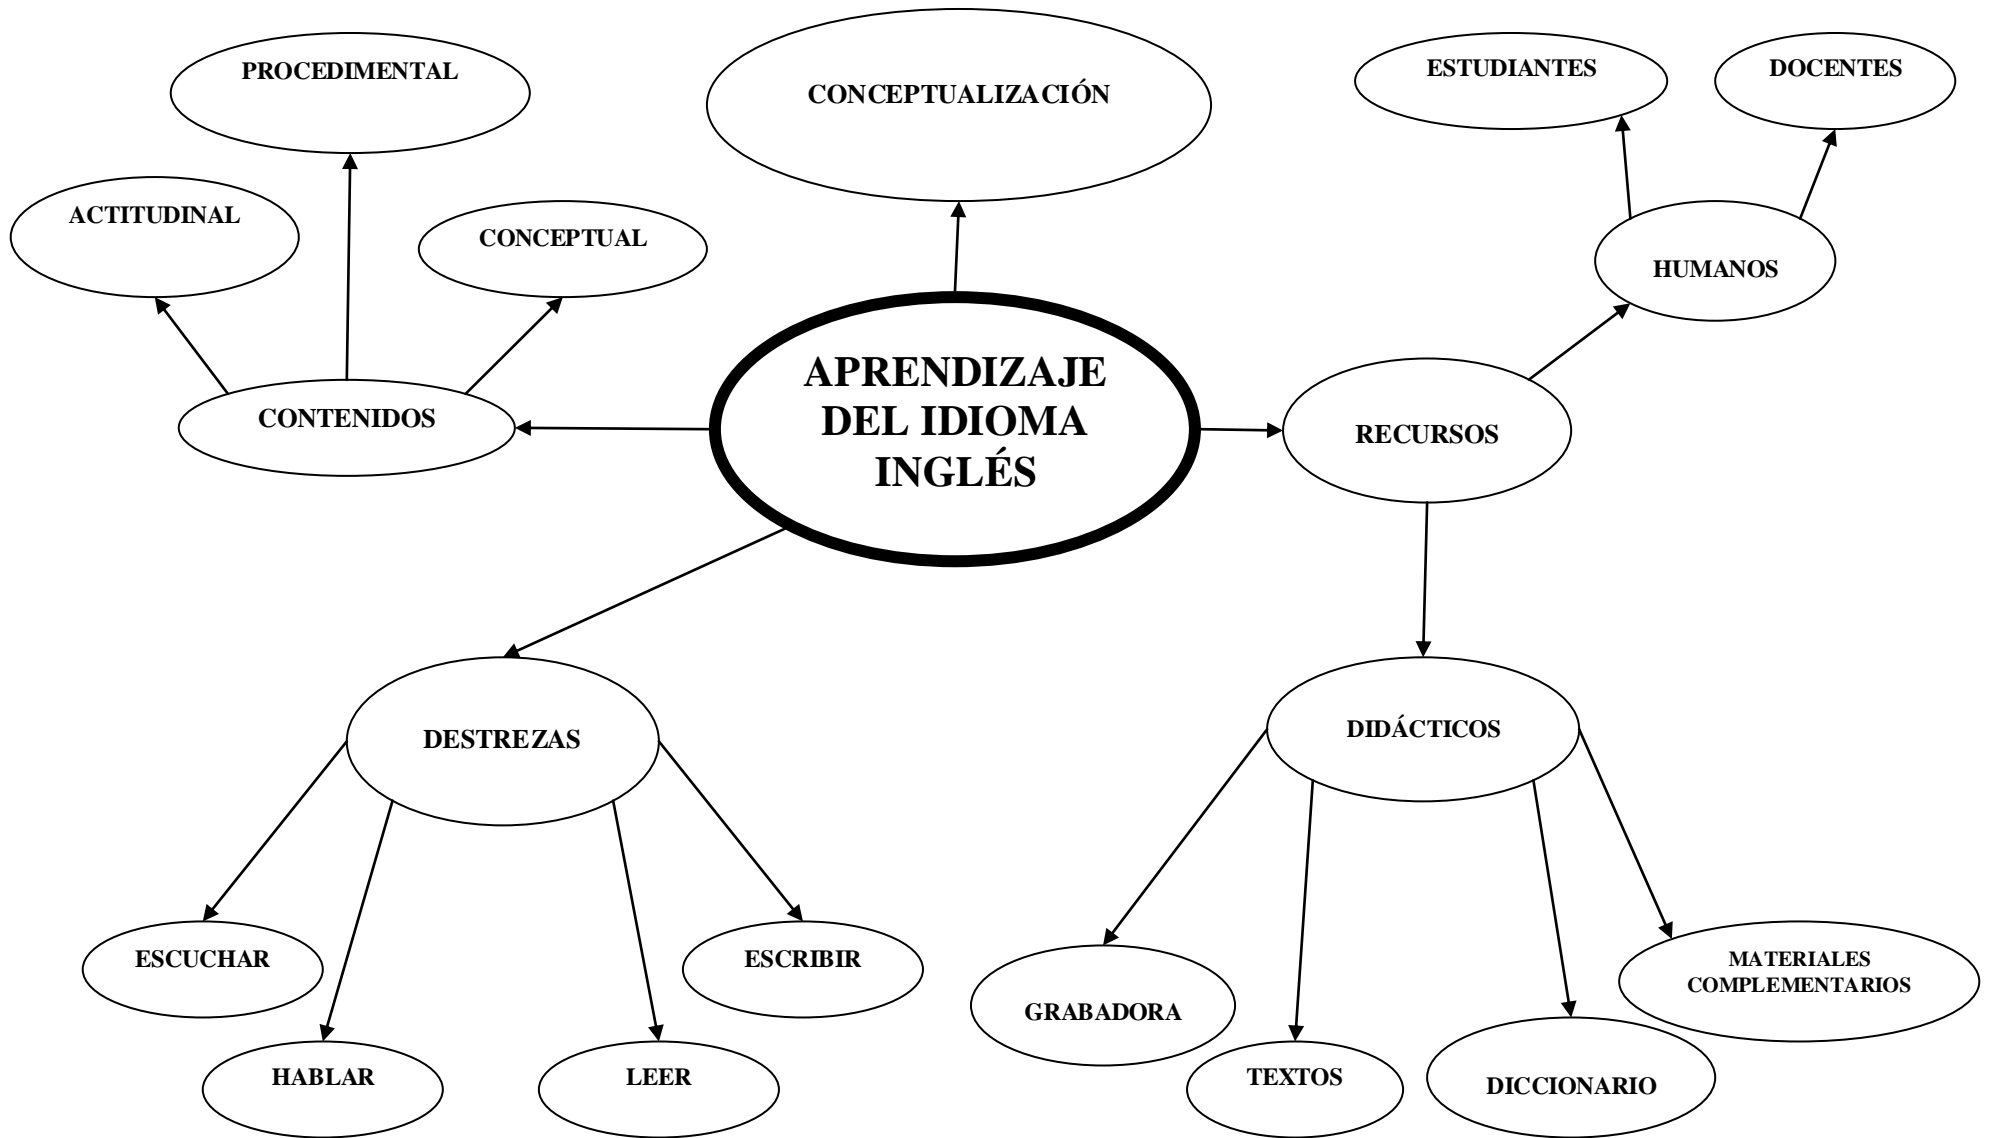 PROCEDIMENTAL
CONCEPTUALIZACIÓN
ESTUDIANTES
DOCENTES
ACTITUDINAL
CONCEPTUAL
HUMANOS
CONTENIDOS
APRENDIZAJE
DEL IDIOMA
INGLÉS
RECURSOS
DESTREZAS
DIDÁCTICOS
ESCUCHAR
ESCRIBIR
HABLAR
LEER
GRABADORA
TEXTOS
DICCIONARIO
MATERIALES
COMPLEMENTARIOS